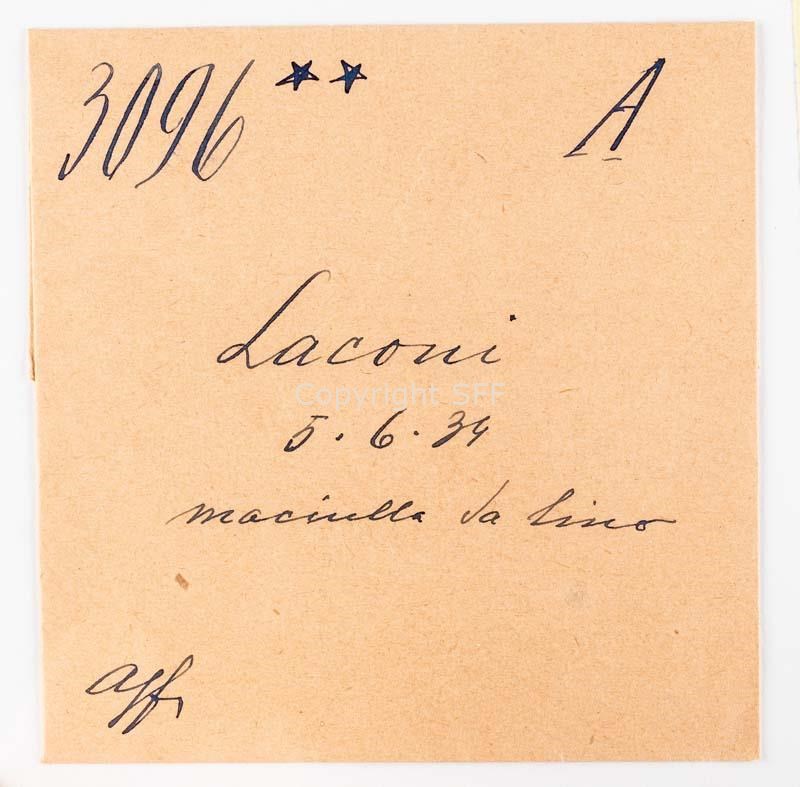 3096 ★★ A
Laconi
Copyright SFF
5.6.34
maciulla da lino